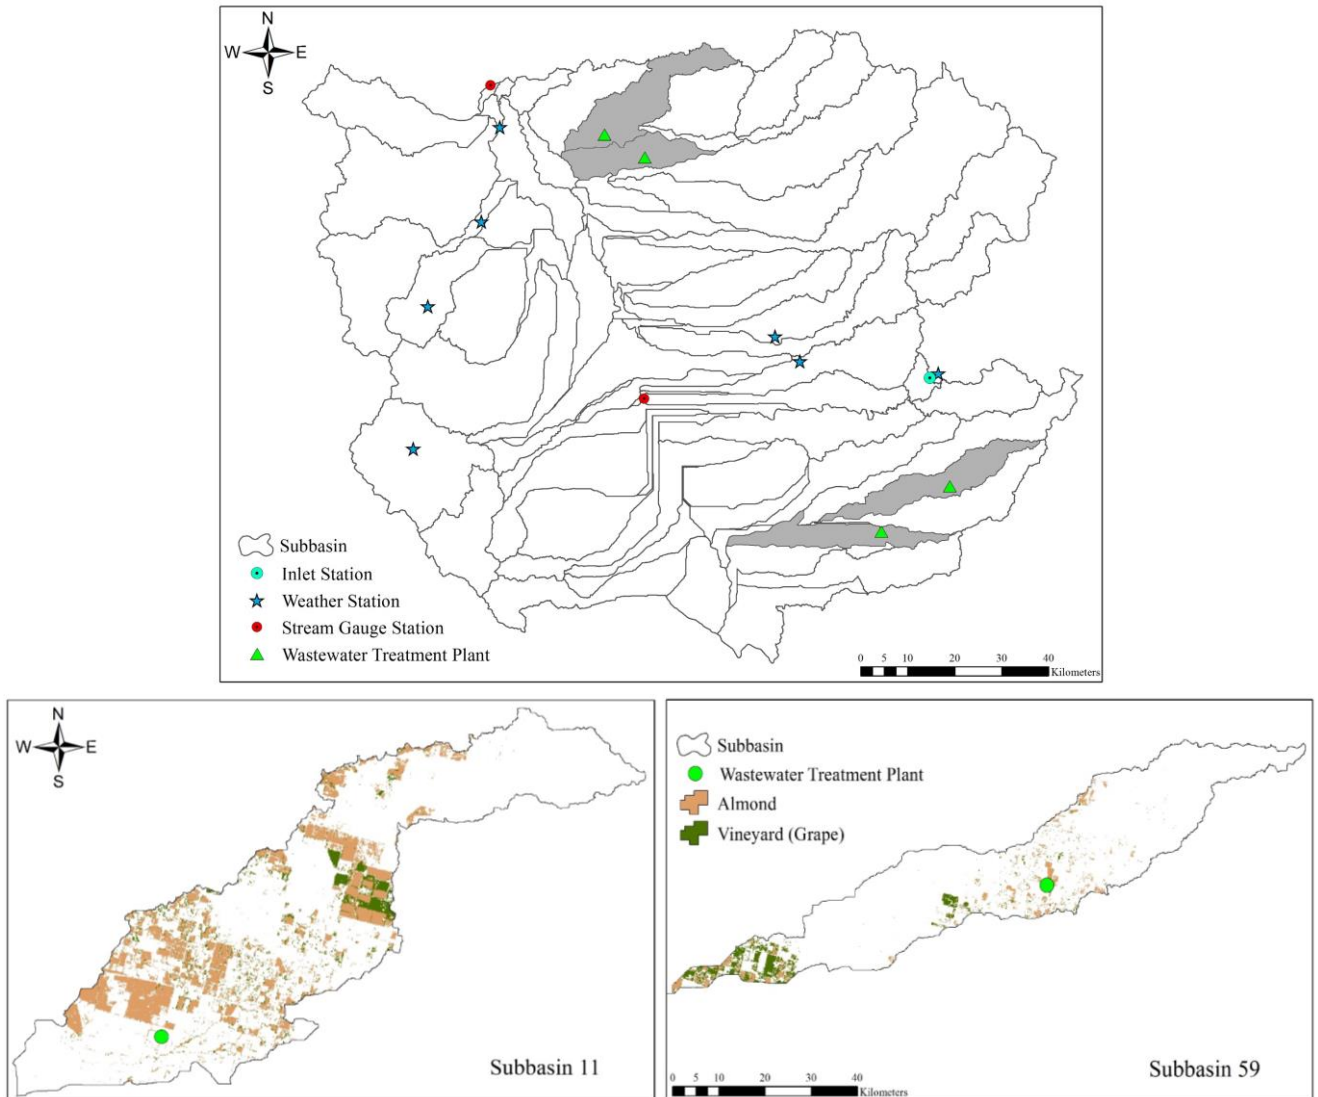 N
W E
S
Subbasin
Inlet Station
Weather Station
Stream Gauge Station
Wastewater Treatment Plant
0 5 10 20 30 40
Kilometers
N
W E
S
Subbasin 11
Subbasin
Wastewater Treatment Plant
Almond
Vineyard (Grape)
Subbasin 59
0 5 10 20 30 40
Kilometers